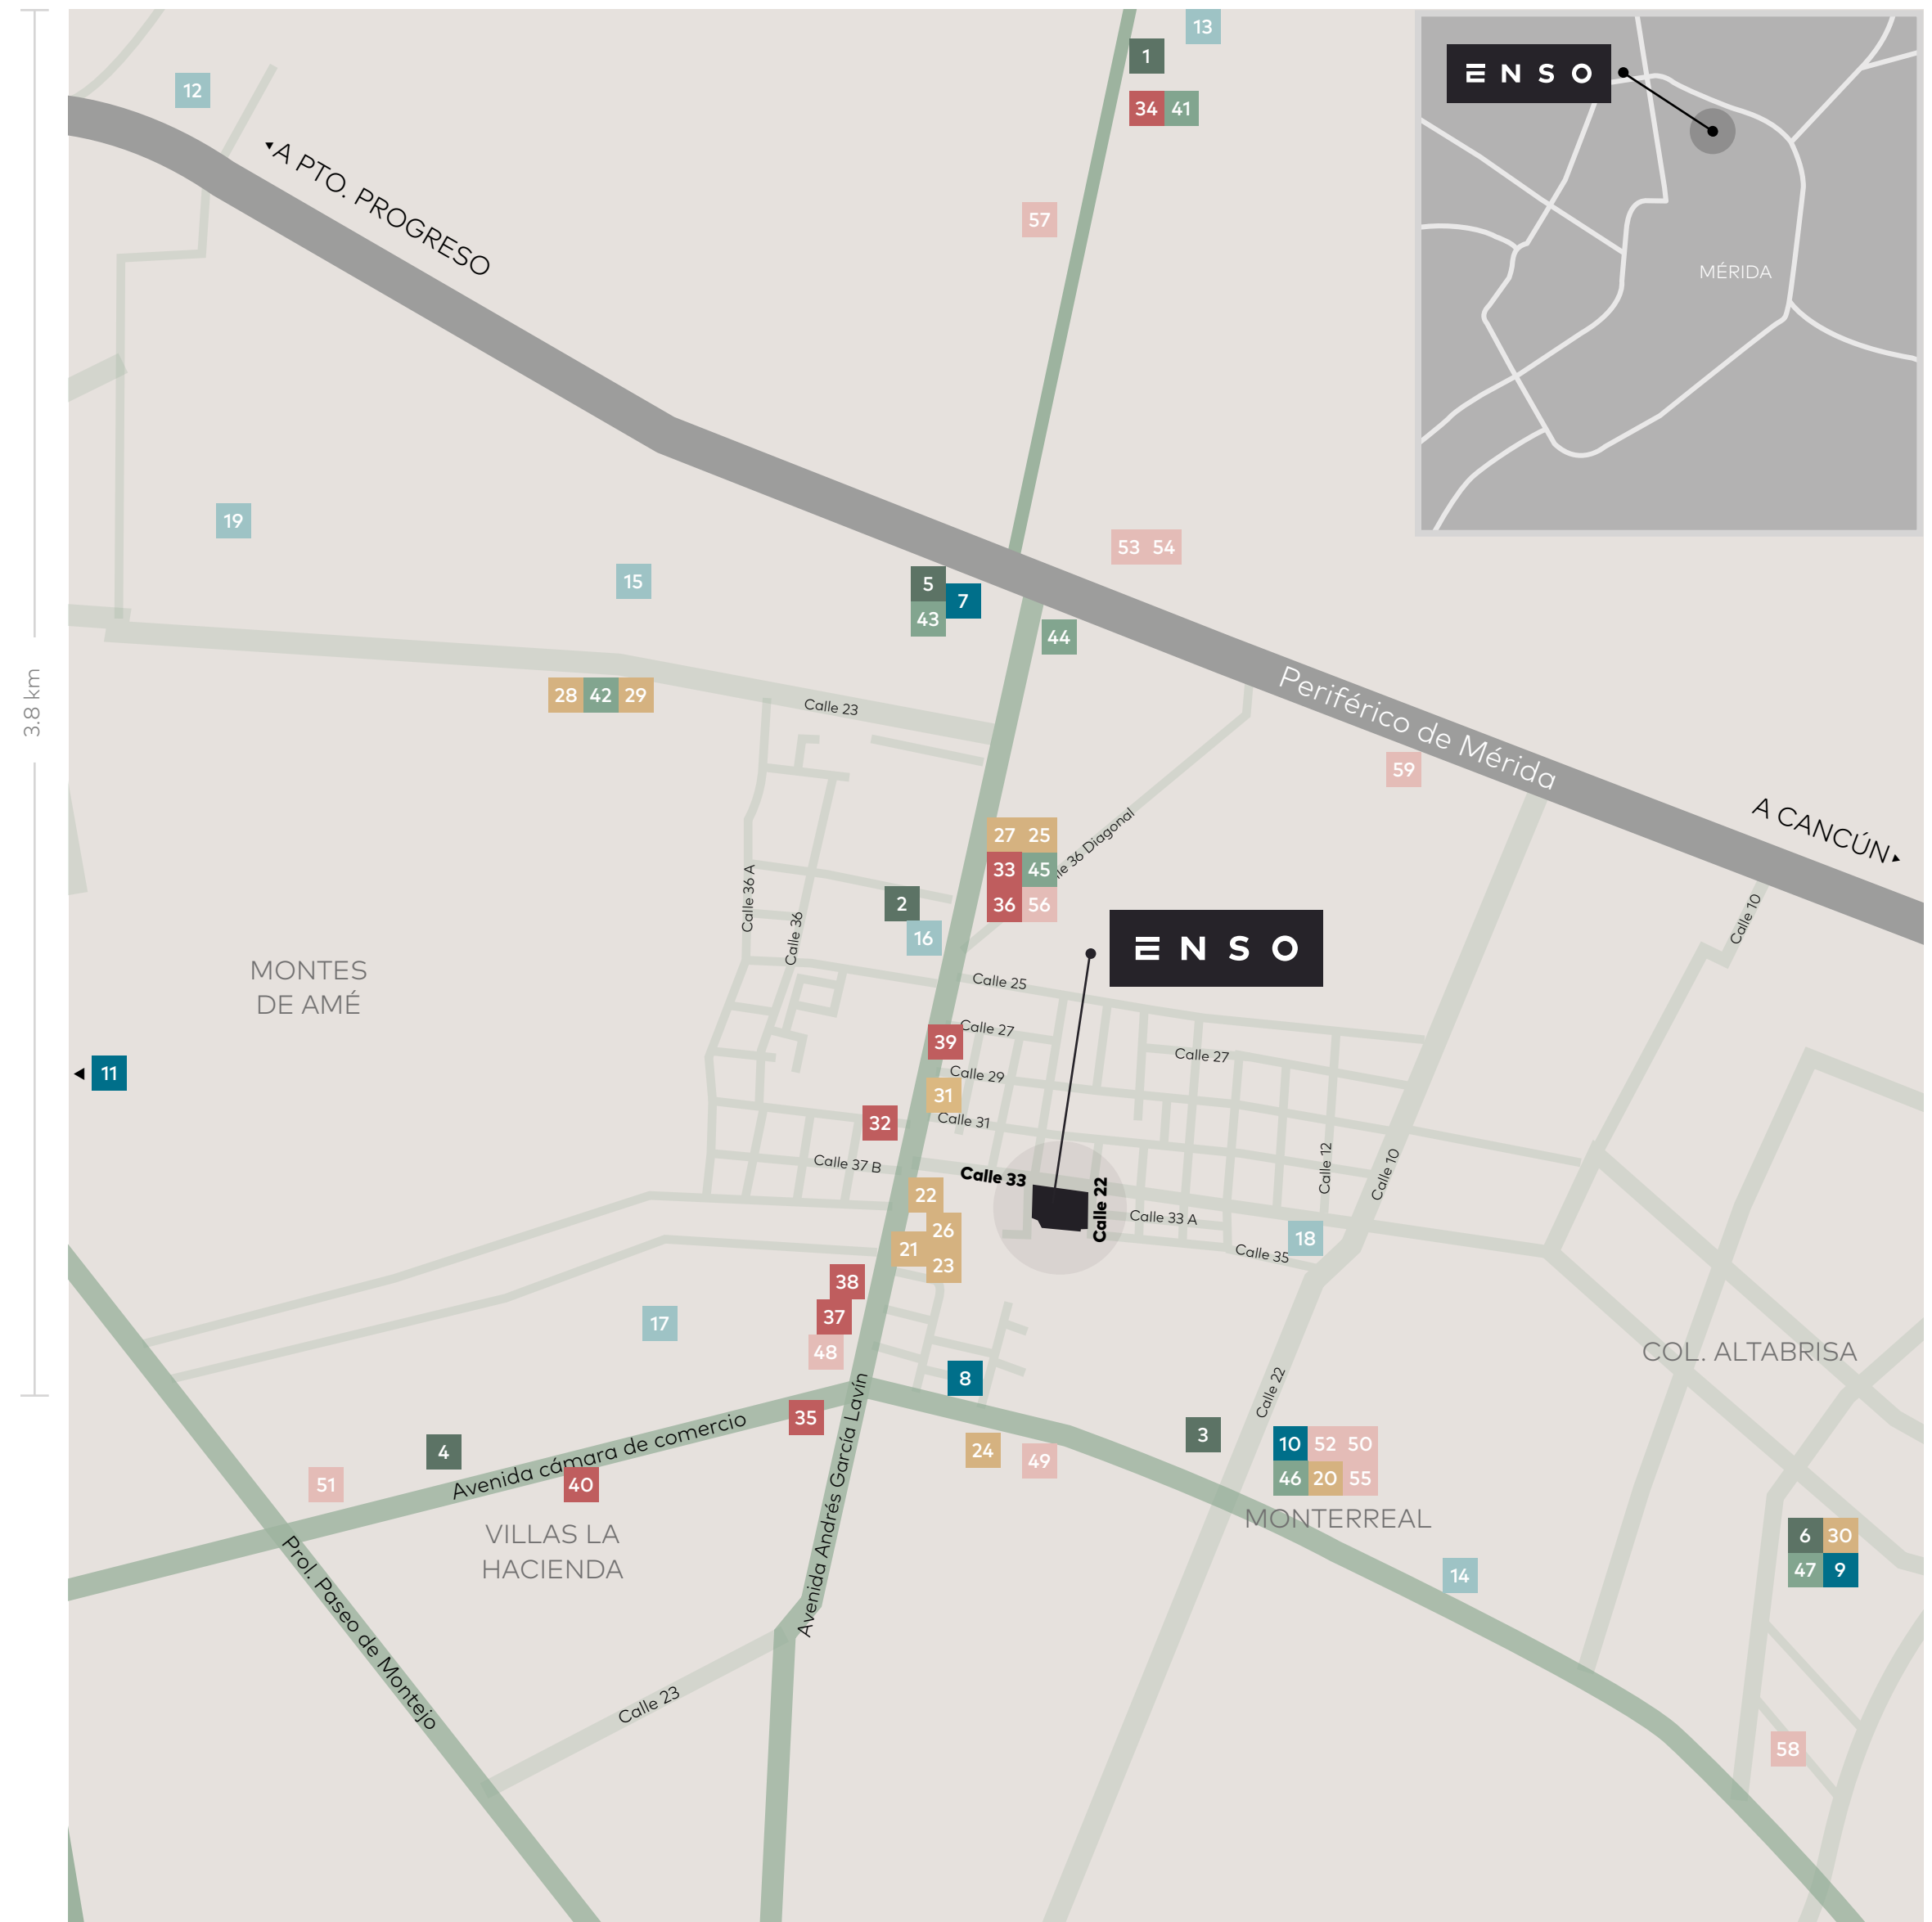 13
1
ENSO
12
34 41
A PTO. PROGRESO
57
MÉRIDA
19
53 54
15
5
7
43
44
3.8 km
28 42 29
Calle 23
Periférico de Mérida
59
A CANCÚN
27 25
33 45
36 56
Calle 36 A
Calle 36
2
16
Calle 10
ENSO
MONTES
DE AMÉ
Calle 25
39
Calle 27
Calle 27
11
Calle 29
31
32
Calle 31
Calle 37 B
Calle 33
Calle 22
Calle 12
Calle 10
22
26
21
23
Calle 33 A
18
Calle 35
38
37
17
48
COL. ALTABRISA
8
Calle 22
35
Avenida cámara de comercio
Avenida Andrés García Lavín
4
24
49
3
10 52 50
46 20 55
51
40
MONTERREAL
VILLAS LA
HACIENDA
6 30
47 9
14
Prol. Paseo de Montejo
Calle 23
58
le 36 Diagonal